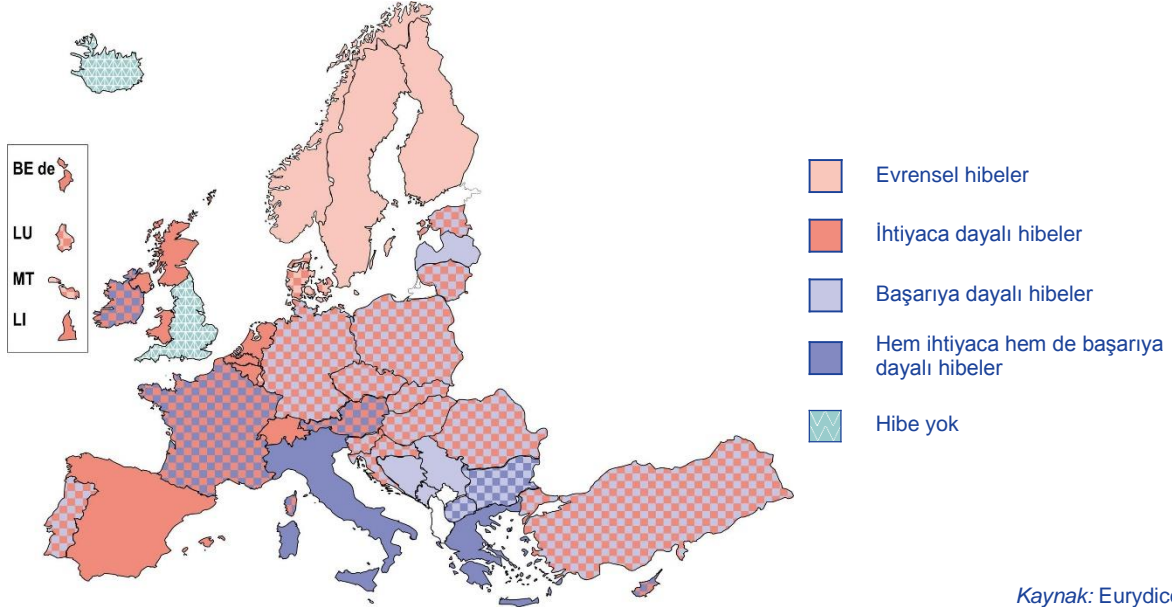 BE de
LU
MT
LI
Evrensel hibeler
İhtiyaca dayalı hibeler
Başarıya dayalı hibeler
Hem ihtiyaca hem de başarıya
dayalı hibeler
Hibe yok
Kaynak: Eurydice